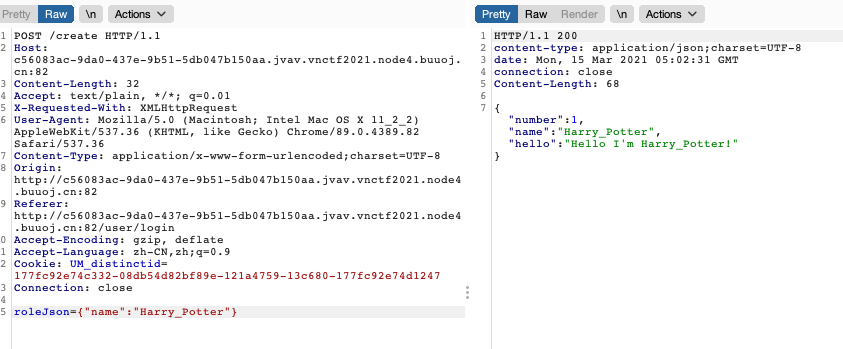 Pretty Raw \n Actions
1 POST /create HTTP/1.1
2 Host:
c56083ac-9da0-437e-9b51-5db047b150aa.jvav.vnctf2021.node4.buuoj.
cn:82
3 Content-Length: 32
4 Accept: text/plain, */*; q=0.01
5 X-Requested-With: XMLHttpRequest
6 User-Agent: Mozilla/5.0 (Macintosh; Intel Mac OS X 11_2_2)
AppleWebKit/537.36 (KHTML, like Gecko) Chrome/89.0.4389.82
Safari/537.36
7 Content-Type: application/x-www-form-urlencoded;charset=UTF-8
8 Origin:
http://c56083ac-9da0-437e-9b51-5db047b150aa.jvav.vnctf2021.node4
.buuoj.cn:82
9 Referer:
http://c56083ac-9da0-437e-9b51-5db047b150aa.jvav.vnctf2021.node4
.buuoj.cn:82/user/login
0 Accept-Encoding: gzip, deflate
1 Accept-Language: zh-CN,zh;q=0.9
2 Cookie: UM_distinctid=
177fc92e74c332-08db54d82bf89e-121a4759-13c680-177fc92e74d1247
3 Connection: close
4
5 roleJson={"name":"Harry_Potter"}
Pretty Raw Render \n Actions
1 HTTP/1.1 200
2 content-type: application/json;charset=UTF-8
3 date: Mon, 15 Mar 2021 05:02:31 GMT
4 connection: close
5 Content-Length: 68
6
7 {
"number":1,
"name":"Harry_Potter",
"hello":"Hello I'm Harry_Potter!"
}